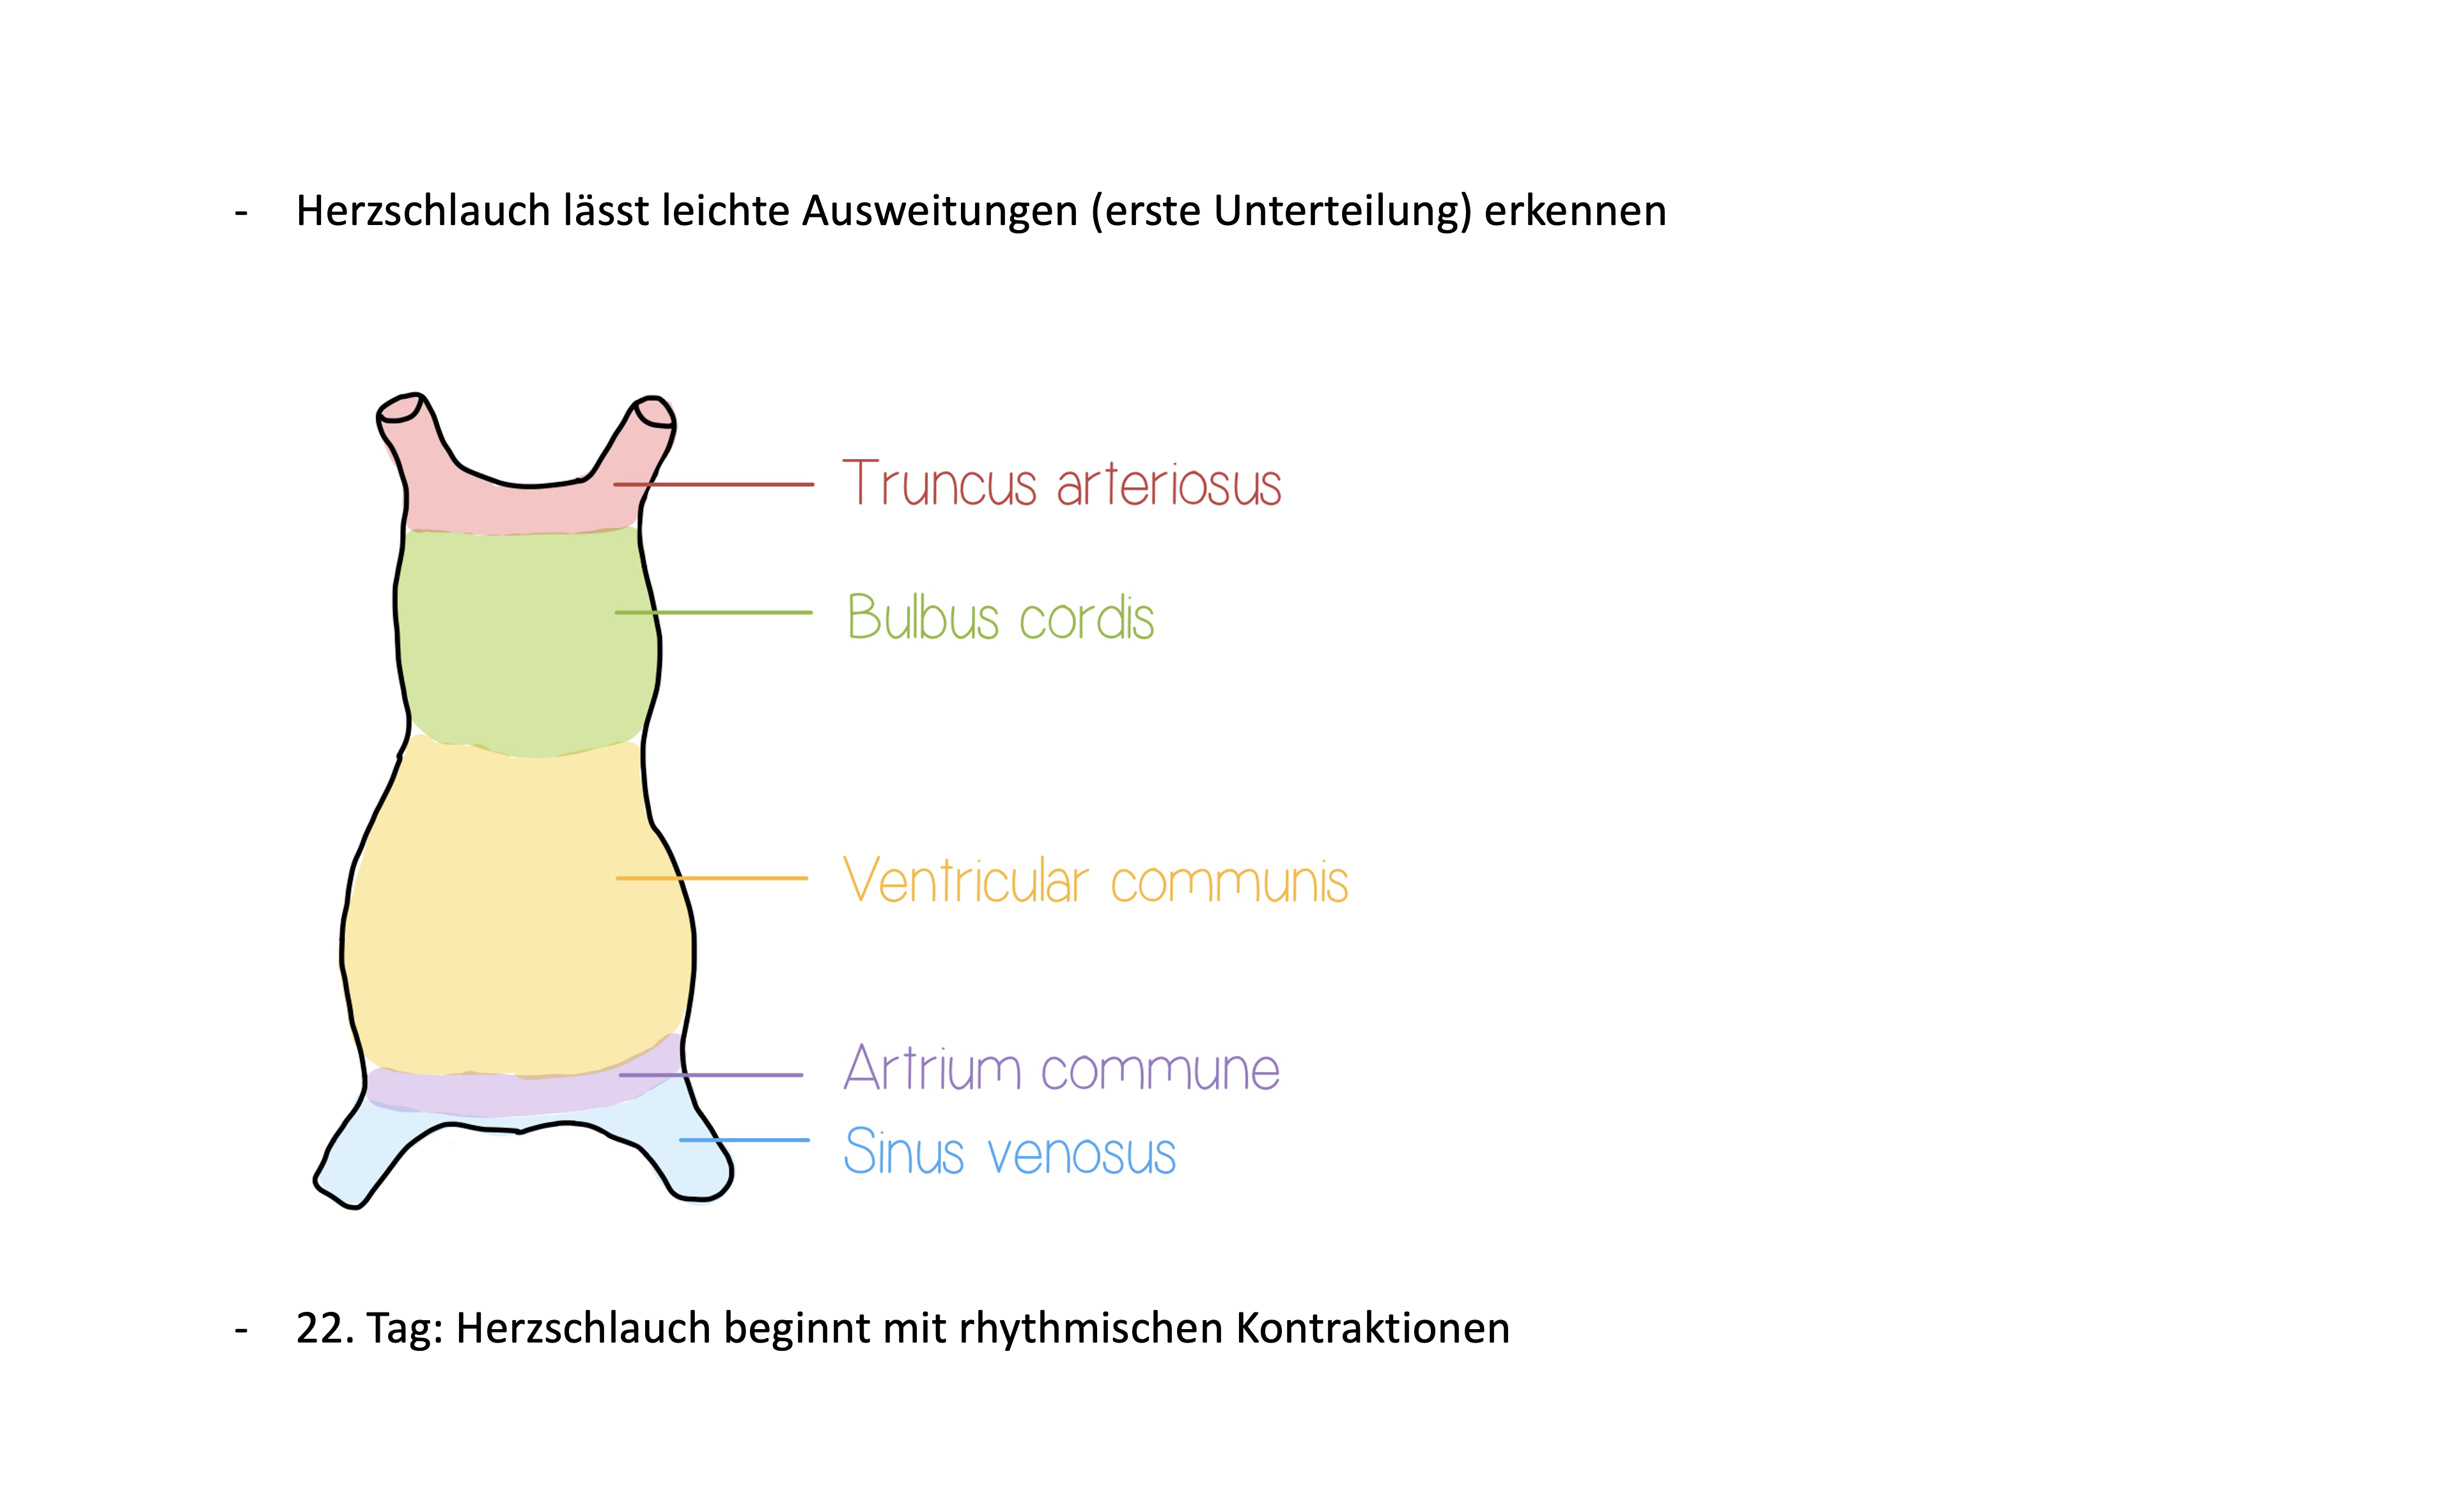 - Herzschlauch lässt leichte Ausweitungen (erste Unterteilung) erkennen
Truncus arteriosus
Bulbus cordis
Ventricular communis
Artrium commune
Sinus venosus
- 22. Tag: Herzschlauch beginnt mit rhythmischen Kontraktionen